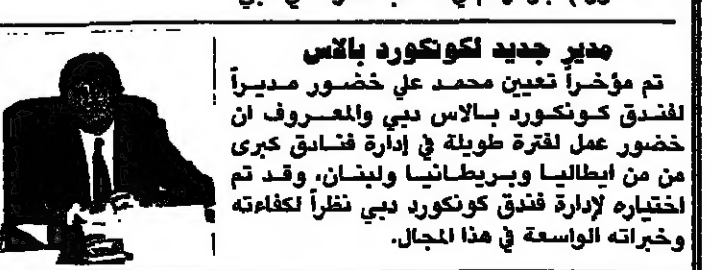 مدير جديد لكونكورد بالاس
تم مؤخراً تعيين محمد علي خضور مديراً
لفندق كونكورد بالاس دبي والمعروف ان
خضور عمل لفترة طويلة في إدارة فنادق كبرى
من من ايطاليا وبريطانيا ولبنان، وقد تم
اختياره لإدارة فندق كونكورد دبي نظراً لكفاءته
وخبراته الواسعة في هذا المجال.